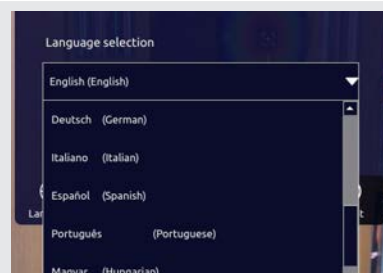 Language selection
English (English)
Deutsch (German)
Italiano (Italian)
Español (Spanish)
Português (Portuguese)
Magyar (Hungarian)